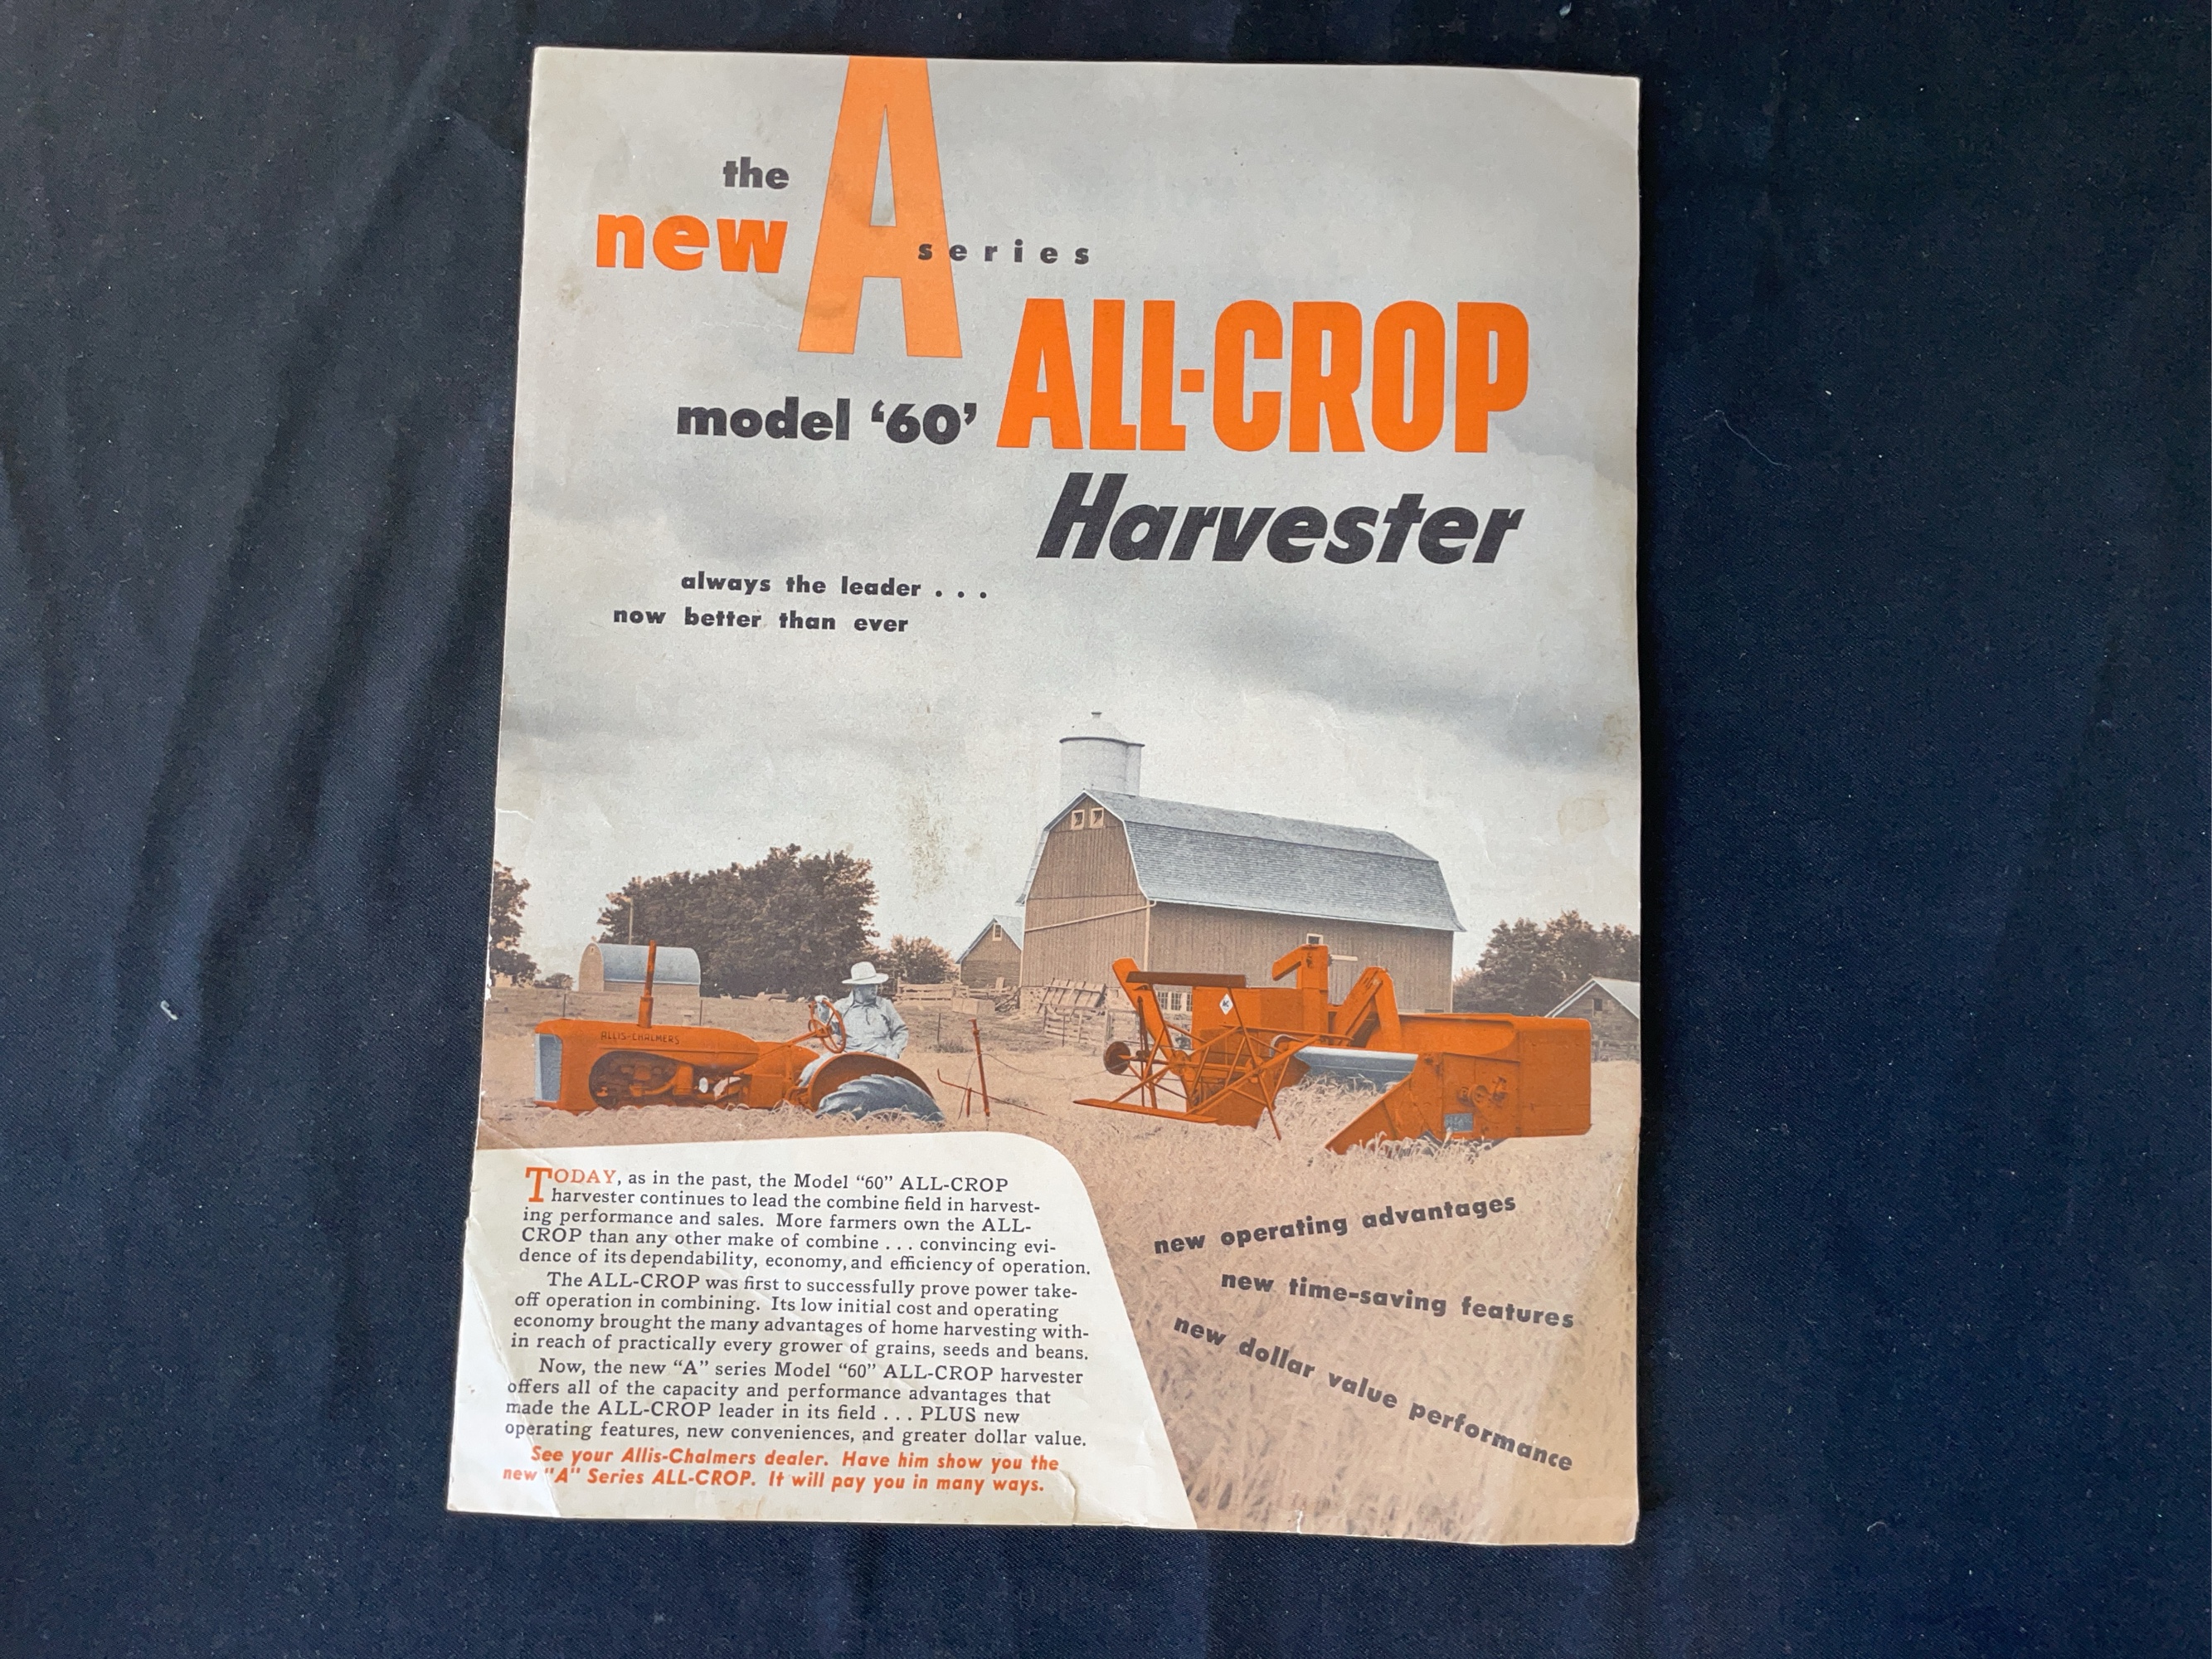 the
new A series
model ‘60’ ALL-CROP
Harvester
always the leader . . .
now better than ever
ALLIS-CHALMERS
TODAY, as in the past, the Model “60” ALL-CROP
harvester continues to lead the combine field in harvest-
ing performance and sales. More farmers own the ALL-
CROP than any other make of combine . . . convincing evi-
dence of its dependability, economy, and efficiency of operation.
The ALL-CROP was first to successfully prove power take-
off operation in combining. Its low initial cost and operating
economy brought the many advantages of home harvesting with-
in reach of practically every grower of grains, seeds and beans.
Now, the new “A” series Model “60” ALL-CROP harvester
offers all of the capacity and performance advantages that
made the ALL-CROP leader in its field . . . PLUS new
operating features, new conveniences, and greater dollar value.
See your Allis-Chalmers dealer. Have him show you the
new "A" Series ALL-CROP. It will pay you in many ways.
new operating advantages
new time-saving features
new dollar value performance